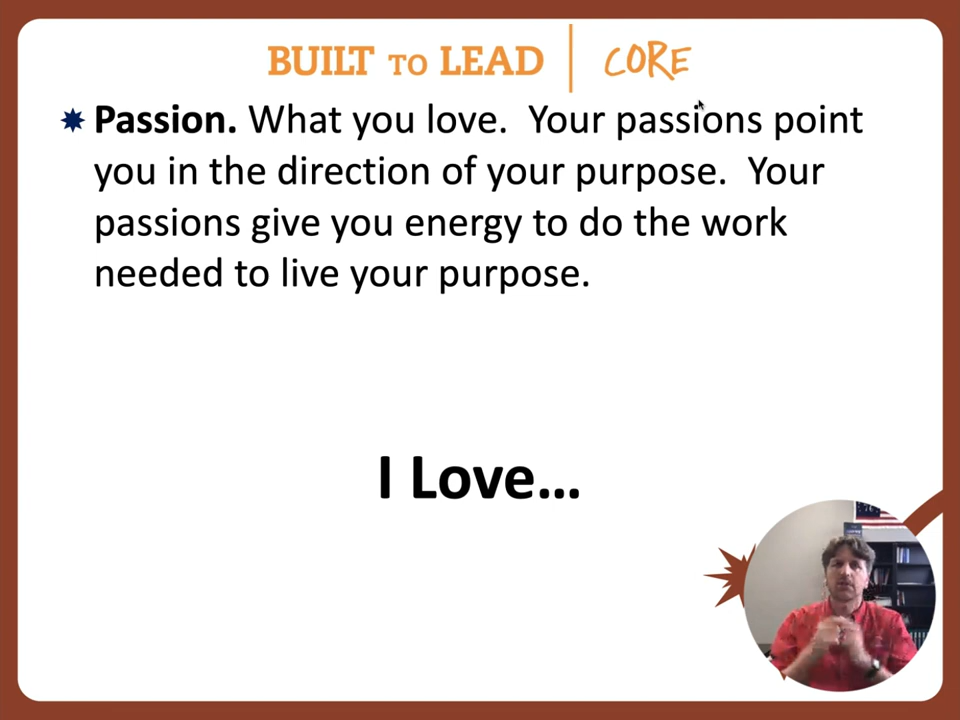 BUILT TO LEAD | CORE
Passion. What you love. Your passions point
you in the direction of your purpose. Your
passions give you energy to do the work
needed to live your purpose.
I Love...